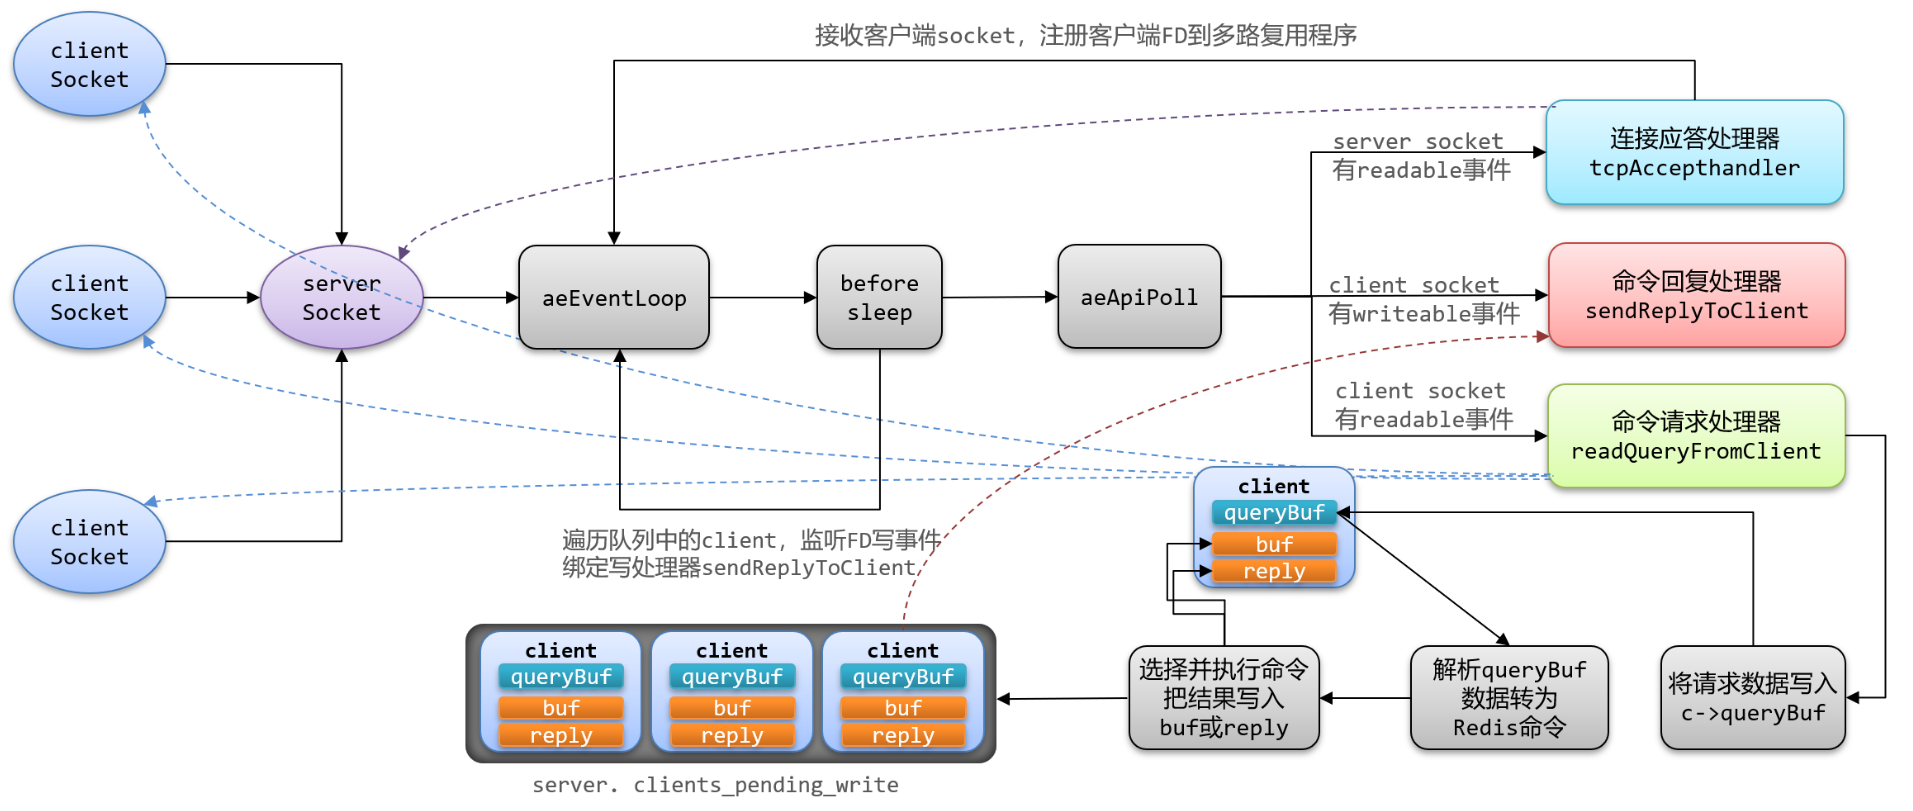 接收客户端socket，注册客户端FD到多路复用程序
client
Socket
client
Socket
client
Socket
server
Socket
aeEventLoop
before
sleep
aeApiPoll
server socket
有readable事件
client socket
有writeable事件
client socket
有readable事件
连接应答处理器
tcpAccepthandler
命令回复处理器
sendReplyToClient
命令请求处理器
readQueryFromClient
遍历队列中的client，监听FD写事件
绑定写处理器sendReplyToClient
client
queryBuf
buf
reply
client
queryBuf
buf
reply
client
queryBuf
buf
reply
client
queryBuf
buf
reply
选择并执行命令
把结果写入
buf或reply
解析queryBuf
数据转为
Redis命令
将请求数据写入
c->queryBuf
server. clients_pending_write